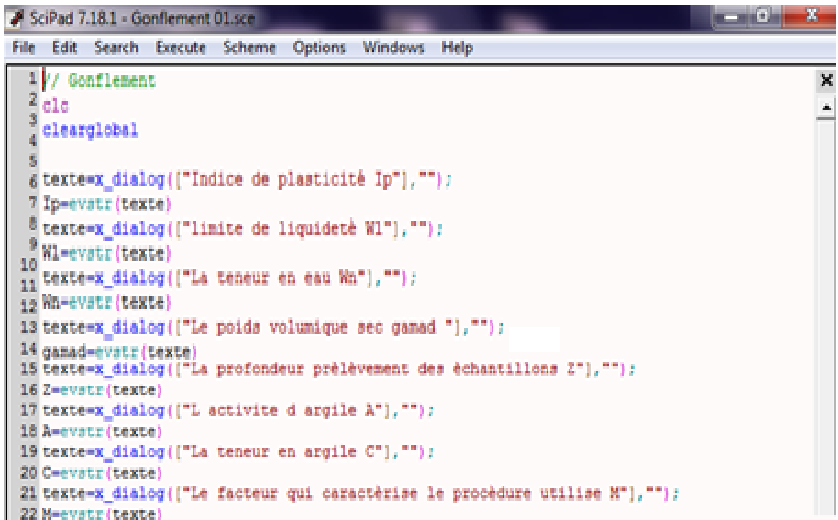 SciPad 7.18.1 - Gonflement 01.sce
File Edit Search Execute Scheme Options Windows Help
1 // Gonflement
2 clc
3 clearglobal
4
5
6 texte=x_dialog(["Indice de plasticitè Ip"],"");
7 Ip=evstr(texte)
8 texte=x_dialog(["limite de liquidetè Wl"],"");
9 Wl=evstr(texte)
10 texte=x_dialog(["La teneur en eau Wn"],"");
11
12 Wn=evstr(texte)
13 texte=x_dialog(["Le poids volumique sec gamad "],"");
14 gamad=evstr(texte)
15 texte=x_dialog(["La profondeur prèlèvement des èchantillons Z"],"");
16 Z=evstr(texte)
17 texte=x_dialog(["L activite d argile A"],"");
18 A=evstr(texte)
19 texte=x_dialog(["La teneur en argile C"],"");
20 C=evstr(texte)
21 texte=x_dialog(["Le facteur qui caractèrise le procèdure utilise M"],"");
22 M=evstr(texte)